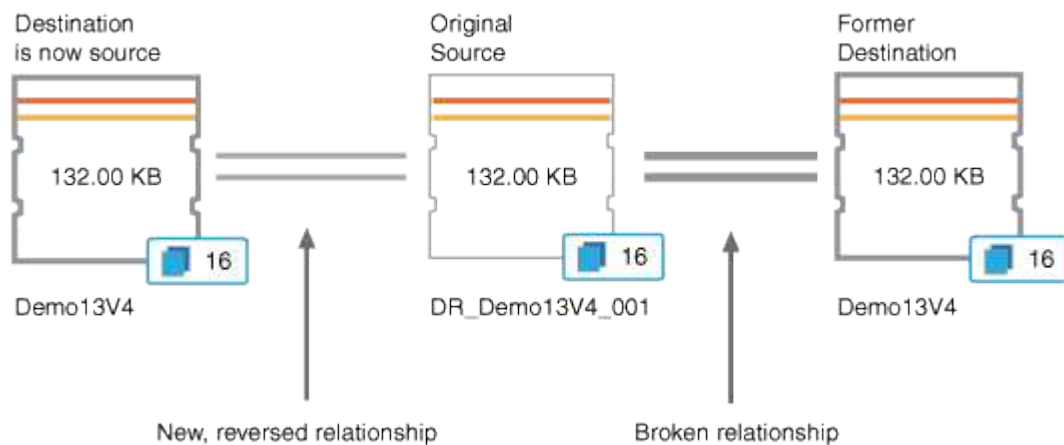 Destination
is now source
Original
Source
Former
Destination
132.00 KB
132.00 KB
132.00 KB
16
16
16
Demo13V4
DR_Demo13V4_001
Demo13V4
New, reversed relationship
Broken relationship